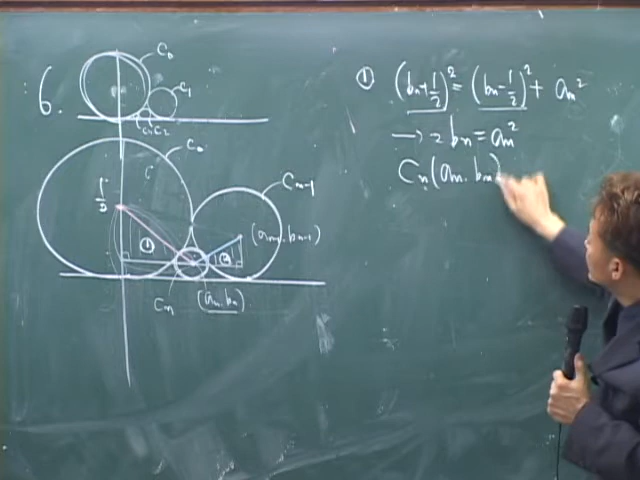 6.
C₀
C₁
C₂
C₀
Cₙ₋₁
1/2
①
②
(aₙ₋₁, bₙ₋₁)
Cₙ
(aₙ, bₙ)
① (bₙ+1/2)² = (bₙ-1/2)² + aₙ²
→ 2bₙ = aₙ²
Cₙ(aₙ, bₙ)